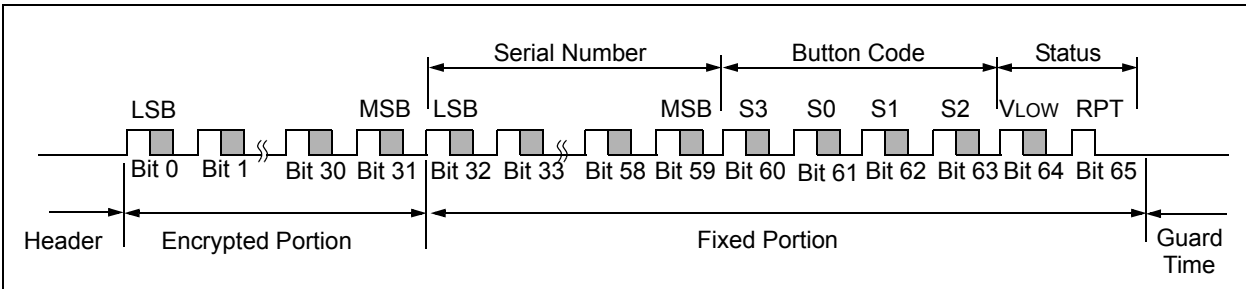 Serial Number Button Code Status
LSB MSB LSB MSB S3 S0 S1 S2 VLOW RPT
Bit 0 Bit 1 Bit 30 Bit 31 Bit 32 Bit 33 Bit 58 Bit 59 Bit 60 Bit 61 Bit 62 Bit 63 Bit 64 Bit 65
Header Encrypted Portion Fixed Portion Guard
Time